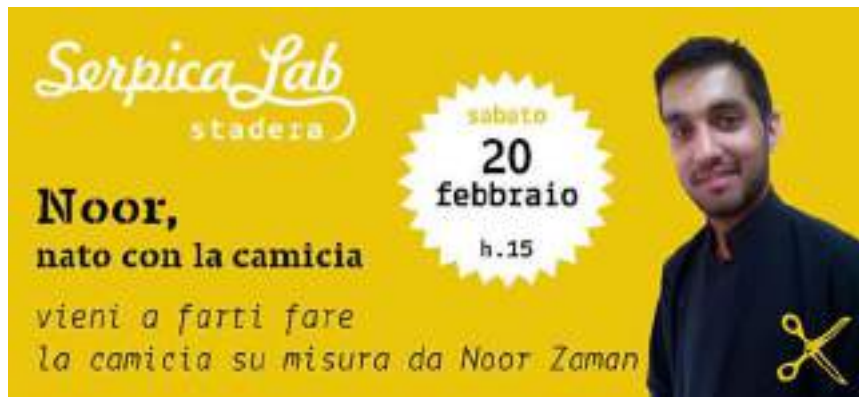 Serpica Lab
stadera
sabato
20
febbraio
h.15
Noor,
nato con la camicia
vieni a farti fare
la camicia su misura da Noor Zaman